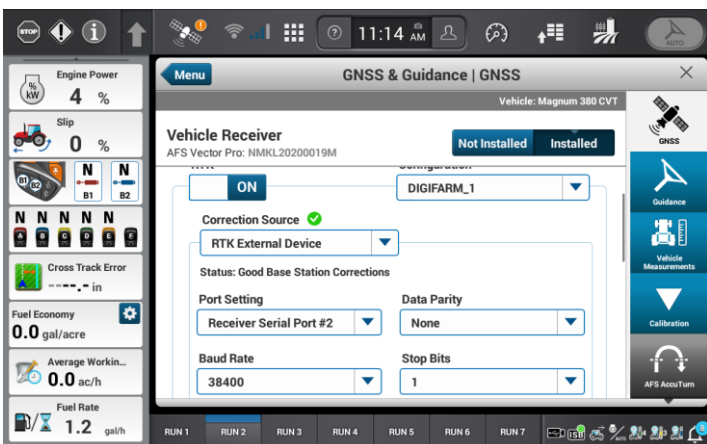 STOP
11:14 AM
AUTO
Engine Power
% kW
4 %
Slip
0 %
B1 B2
N N
B1 B2
N N N N N
A B C D E F
Cross Track Error
----.- in
Fuel Economy
0.0 gal/acre
Average Workin...
0.0 ac/h
Fuel Rate
1.2 gal/h
Menu
GNSS & Guidance | GNSS
Vehicle: Magnum 380 CVT
Vehicle Receiver
AFS Vector Pro: NMKL20200019M
Not Installed
Installed
RTK
Configuration
ON
DIGIFARM_1
Correction Source
RTK External Device
Status: Good Base Station Corrections
Port Setting
Data Parity
Receiver Serial Port #2
None
Baud Rate
Stop Bits
38400
1
GNSS
Guidance
Vehicle
Measurements
Calibration
AFS AccuTurn
RUN 1
RUN 2
RUN 3
RUN 4
RUN 5
RUN 6
RUN 7